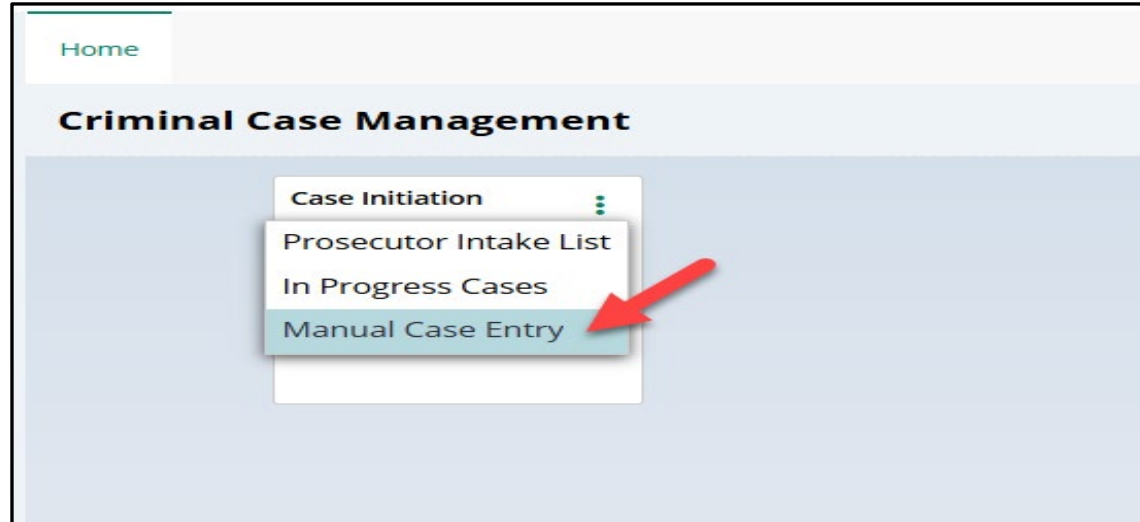 Home
Criminal Case Management
Case Initiation
Prosecutor Intake List
In Progress Cases
Manual Case Entry